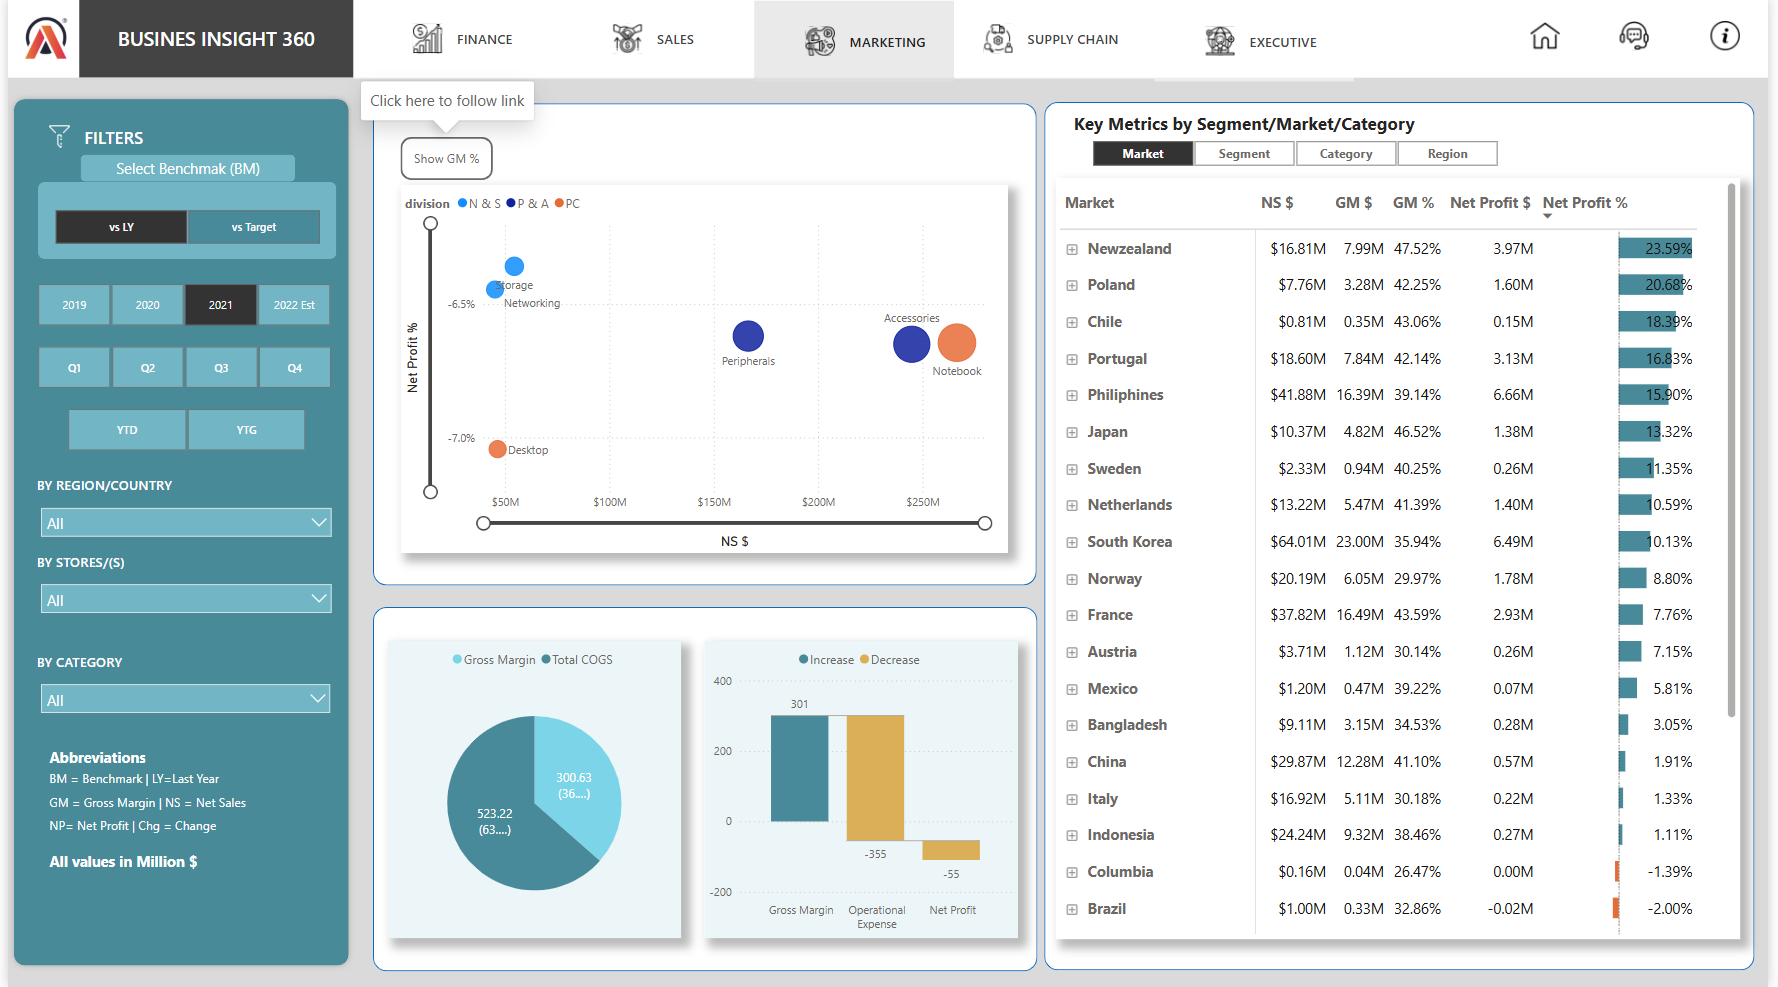 BUSINES INSIGHT 360
FINANCE
SALES
MARKETING
SUPPLY CHAIN
EXECUTIVE
Click here to follow link
FILTERS
Select Benchmak (BM)
vs LY
vs Target
2019
2020
2021
2022 Est
Q1
Q2
Q3
Q4
YTD
YTG
BY REGION/COUNTRY
All
BY STORES/(S)
All
BY CATEGORY
All
Abbreviations
BM = Benchmark | LY=Last Year
GM = Gross Margin | NS = Net Sales
NP= Net Profit | Chg = Change
All values in Million $
Show GM %
division N & S P & A PC
Net Profit %
-6.5%
-7.0%
Storage
Networking
Peripherals
Accessories
Notebook
Desktop
$50M $100M $150M $200M $250M
NS $
Gross Margin Total COGS
300.63
(36....)
523.22
(63....)
Increase Decrease
400
200
0
-200
301
-355
-55
Gross Margin
Operational
Expense
Net Profit
Key Metrics by Segment/Market/Category
Market Segment Category Region
Market NS $ GM $ GM % Net Profit $ Net Profit %
Newzealand $16.81M 7.99M 47.52% 3.97M 23.59%
Poland $7.76M 3.28M 42.25% 1.60M 20.68%
Chile $0.81M 0.35M 43.06% 0.15M 18.39%
Portugal $18.60M 7.84M 42.14% 3.13M 16.83%
Philiphines $41.88M 16.39M 39.14% 6.66M 15.90%
Japan $10.37M 4.82M 46.52% 1.38M 13.32%
Sweden $2.33M 0.94M 40.25% 0.26M 11.35%
Netherlands $13.22M 5.47M 41.39% 1.40M 10.59%
South Korea $64.01M 23.00M 35.94% 6.49M 10.13%
Norway $20.19M 6.05M 29.97% 1.78M 8.80%
France $37.82M 16.49M 43.59% 2.93M 7.76%
Austria $3.71M 1.12M 30.14% 0.26M 7.15%
Mexico $1.20M 0.47M 39.22% 0.07M 5.81%
Bangladesh $9.11M 3.15M 34.53% 0.28M 3.05%
China $29.87M 12.28M 41.10% 0.57M 1.91%
Italy $16.92M 5.11M 30.18% 0.22M 1.33%
Indonesia $24.24M 9.32M 38.46% 0.27M 1.11%
Columbia $0.16M 0.04M 26.47% 0.00M -1.39%
Brazil $1.00M 0.33M 32.86% -0.02M -2.00%